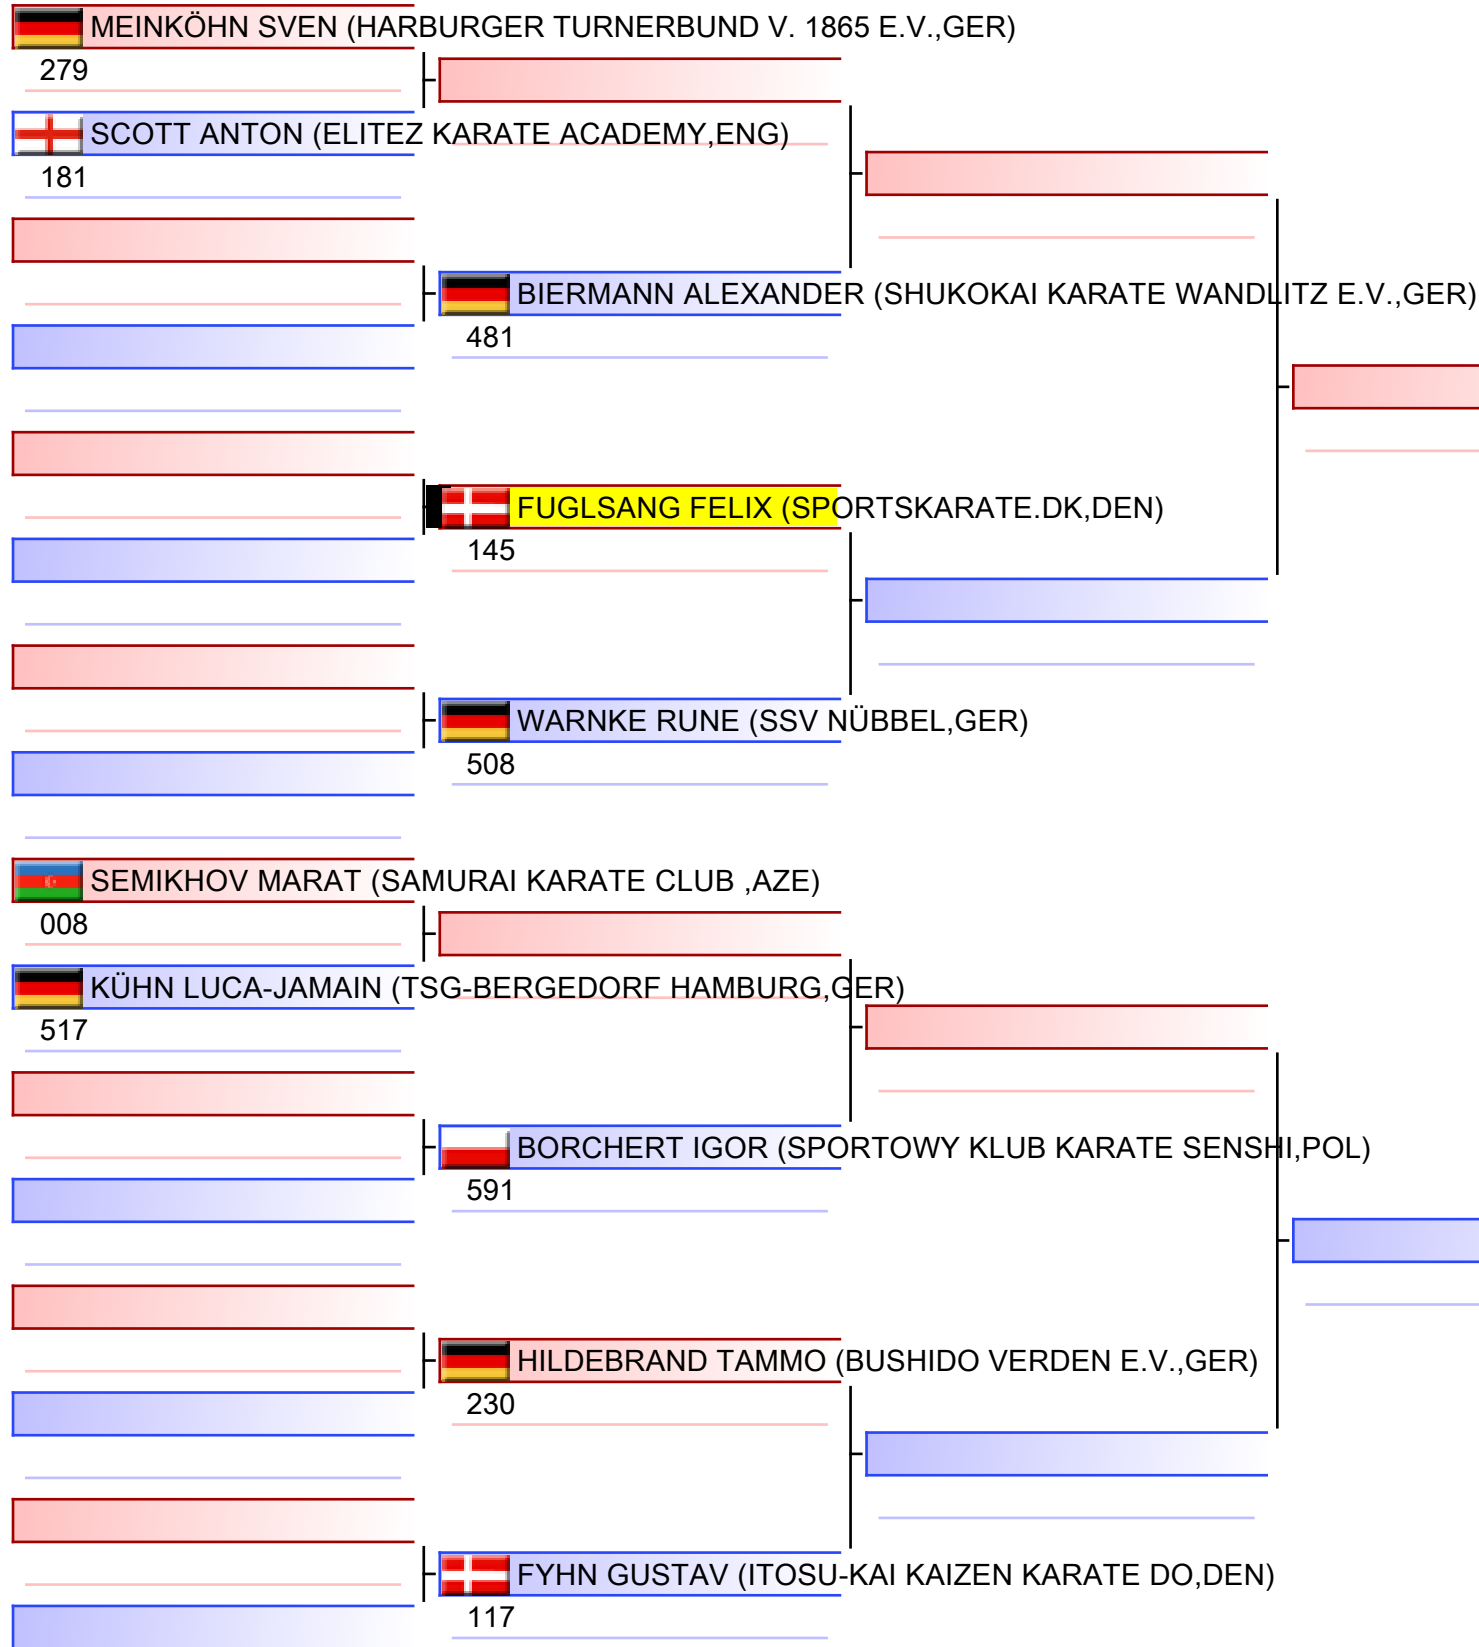 MEINKÖHN SVEN (HARBURGER TURNERBUND V. 1865 E.V.,GER)
279
SCOTT ANTON (ELITEZ KARATE ACADEMY,ENG)
181
BIERMANN ALEXANDER (SHUKOKAI KARATE WANDLITZ E.V.,GER)
481
FUGLSANG FELIX (SPORTSKARATE.DK,DEN)
145
WARNKE RUNE (SSV NÜBBEL,GER)
508
SEMIKHOV MARAT (SAMURAI KARATE CLUB ,AZE)
008
KÜHN LUCA-JAMAIN (TSG-BERGEDORF HAMBURG,GER)
517
BORCHERT IGOR (SPORTOWY KLUB KARATE SENSHI,POL)
591
HILDEBRAND TAMMO (BUSHIDO VERDEN E.V.,GER)
230
FYHN GUSTAV (ITOSU-KAI KAIZEN KARATE DO,DEN)
117